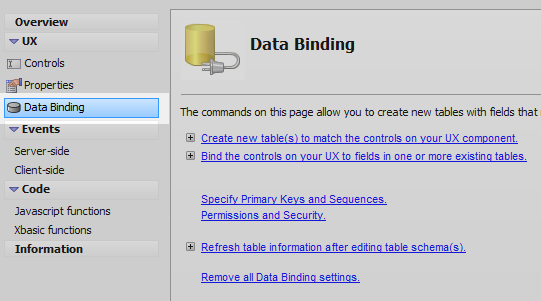 Overview
UX
Controls
Properties
Data Binding
Events
Server-side
Client-side
Code
Javascript functions
Xbasic functions
Information
Data Binding
The commands on this page allow you to create new tables with fields that
Create new table(s) to match the controls on your UX component.
Bind the controls on your UX to fields in one or more existing tables.
Specify Primary Keys and Sequences.
Permissions and Security.
Refresh table information after editing table schema(s).
Remove all Data Binding settings.